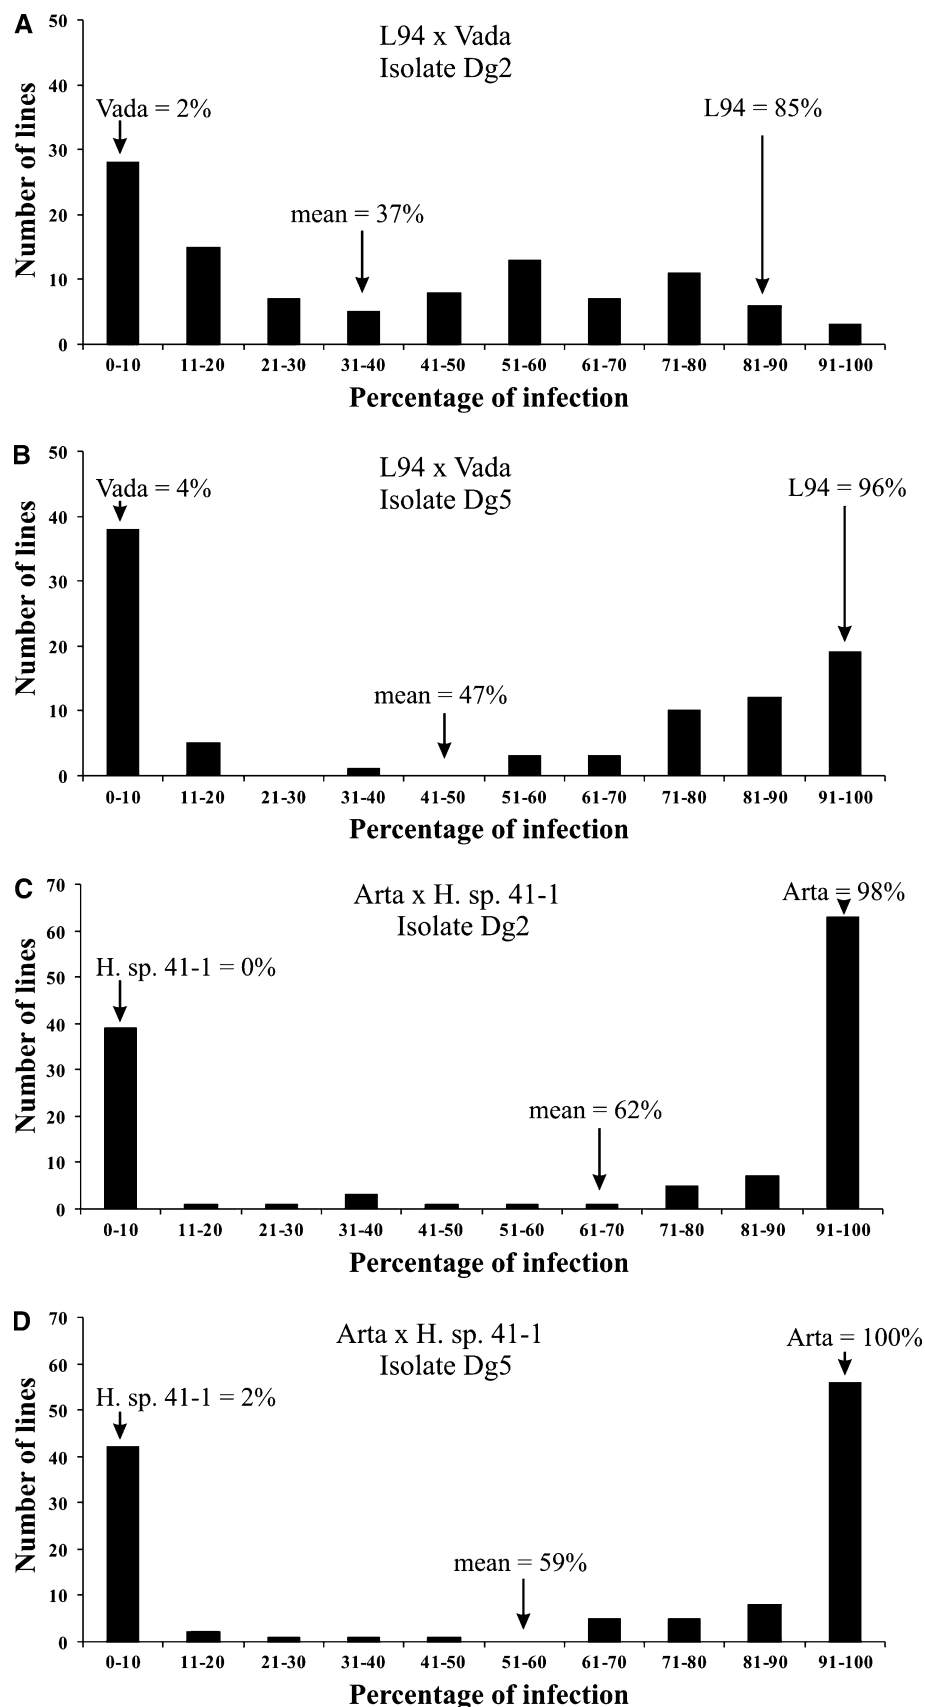 A
L94 x Vada
Isolate Dg2
Vada = 2%
L94 = 85%
mean = 37%
Number of lines
50
40
30
20
10
0
0-10 11-20 21-30 31-40 41-50 51-60 61-70 71-80 81-90 91-100
Percentage of infection
B
L94 x Vada
Isolate Dg5
Vada = 4%
L94 = 96%
mean = 47%
Number of lines
50
40
30
20
10
0
0-10 11-20 21-30 31-40 41-50 51-60 61-70 71-80 81-90 91-100
Percentage of infection
C
Arta x H. sp. 41-1
Isolate Dg2
Arta = 98%
H. sp. 41-1 = 0%
mean = 62%
Number of lines
70
60
50
40
30
20
10
0
0-10 11-20 21-30 31-40 41-50 51-60 61-70 71-80 81-90 91-100
Percentage of infection
D
Arta x H. sp. 41-1
Isolate Dg5
Arta = 100%
H. sp. 41-1 = 2%
mean = 59%
Number of lines
70
60
50
40
30
20
10
0
0-10 11-20 21-30 31-40 41-50 51-60 61-70 71-80 81-90 91-100
Percentage of infection